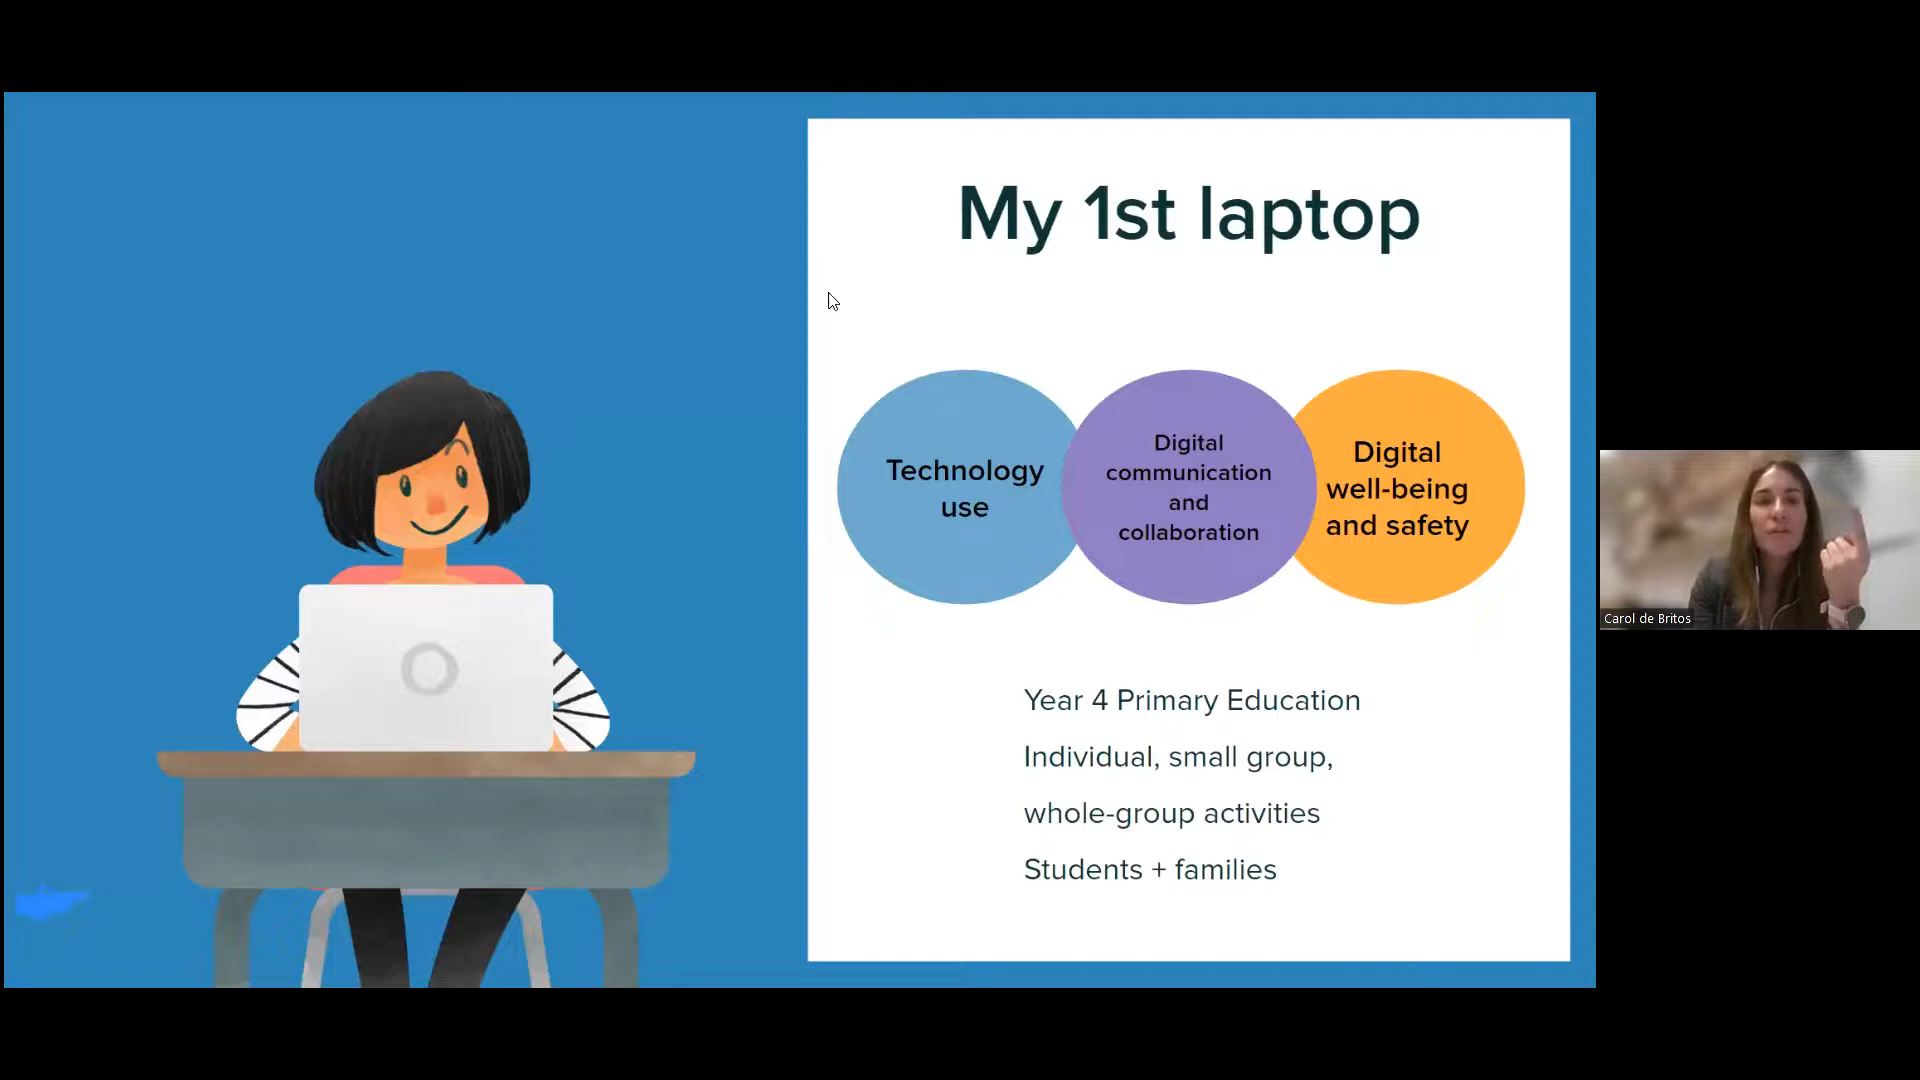 My 1st laptop
Technology
use
Digital
communication
and
collaboration
Digital
well-being
and safety
Year 4 Primary Education
Individual, small group,
whole-group activities
Students + families
Carol de Britos